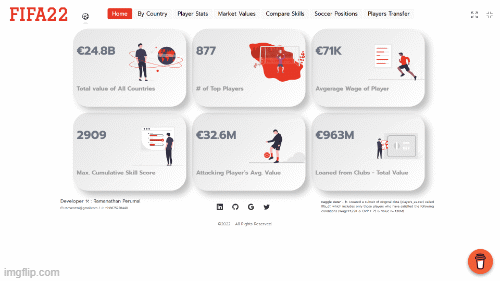 FIFA22
Home By Country Player Stats Market Values Compare Skills Soccer Positions Players Transfer
€24.8B
Total value of All Countries
877
# of Top Players
€71K
Avgerage Wage of Player
2909
Max. Cumulative Skill Score
€32.6M
Attacking Player's Avg. Value
€963M
Loaned from Clubs - Total Value
Developer : Ramanathan Perumal
©2022 - All Rights Reserved
imgflip.com